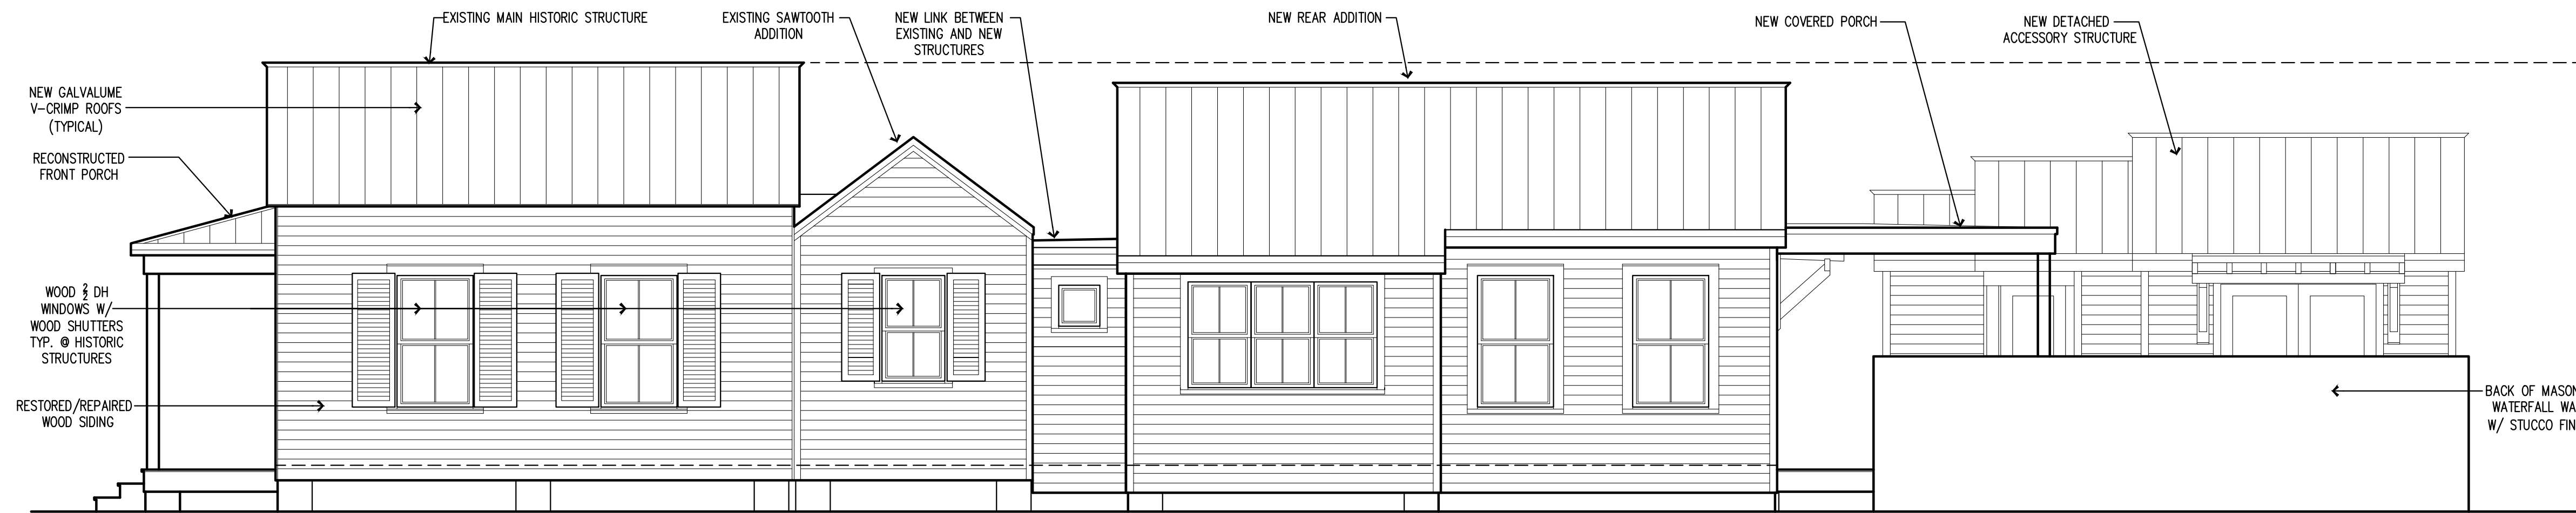 EXISTING MAIN HISTORIC STRUCTURE
EXISTING SAWTOOTH
ADDITION
NEW LINK BETWEEN
EXISTING AND NEW
STRUCTURES
NEW REAR ADDITION
NEW COVERED PORCH
NEW DETACHED
ACCESSORY STRUCTURE
NEW GALVALUME
V-CRIMP ROOFS
(TYPICAL)
RECONSTRUCTED
FRONT PORCH
WOOD 2/2 DH
WINDOWS W/
WOOD SHUTTERS
TYP. @ HISTORIC
STRUCTURES
RESTORED/REPAIRED
WOOD SIDING
BACK OF MASON
WATERFALL WA
W/ STUCCO FIN